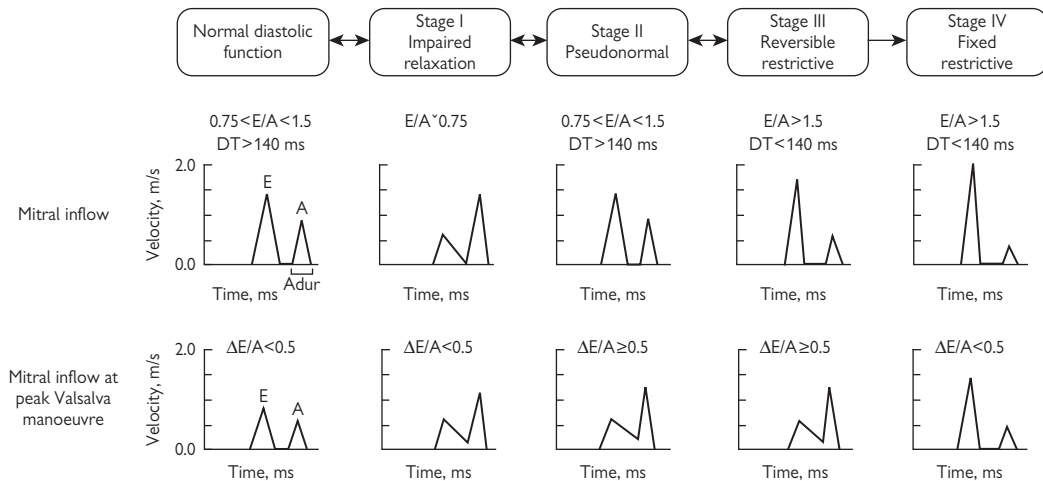 Normal diastolic
function
Stage I
Impaired
relaxation
Stage II
Pseudonormal
Stage III
Reversible
restrictive
Stage IV
Fixed
restrictive
0.75<E/A<1.5
DT>140 ms
E/Aˇ0.75
0.75<E/A<1.5
DT>140 ms
E/A>1.5
DT<140 ms
E/A>1.5
DT<140 ms
Mitral inflow
Velocity, m/s
2.0
0.0
E
A
Adur
Time, ms
Time, ms
Time, ms
Time, ms
Time, ms
Mitral inflow at
peak Valsalva
manoeuvre
Velocity, m/s
2.0
0.0
ΔE/A<0.5
E
A
ΔE/A<0.5
ΔE/A≥0.5
ΔE/A≥0.5
ΔE/A<0.5
Time, ms
Time, ms
Time, ms
Time, ms
Time, ms